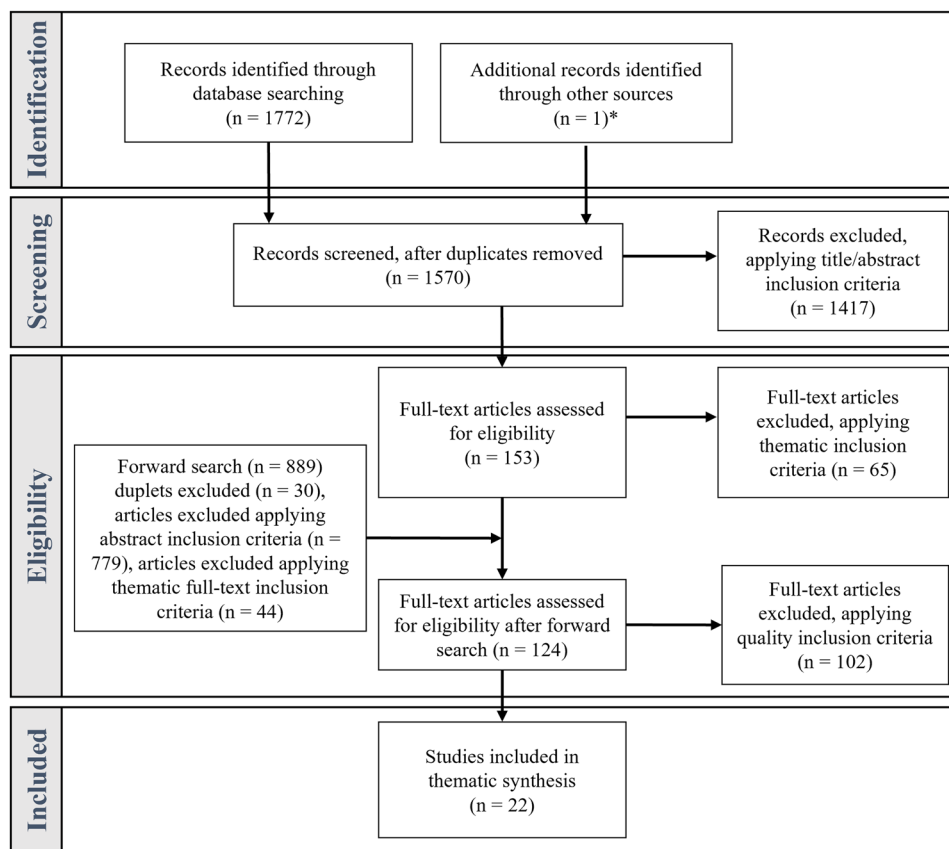 Identification
Records identified through
database searching
(n = 1772)
Additional records identified
through other sources
(n = 1)*
Screening
Records screened, after duplicates removed
(n = 1570)
Records excluded,
applying title/abstract
inclusion criteria
(n = 1417)
Eligibility
Full-text articles assessed
for eligibility
(n = 153)
Full-text articles
excluded, applying
thematic inclusion
criteria (n = 65)
Forward search (n = 889)
duplets excluded (n = 30),
articles excluded applying
abstract inclusion criteria (n =
779), articles excluded applying
thematic full-text inclusion
criteria (n = 44)
Full-text articles assessed
for eligibility after forward
search (n = 124)
Full-text articles
excluded, applying
quality inclusion criteria
(n = 102)
Included
Studies included in
thematic synthesis
(n = 22)